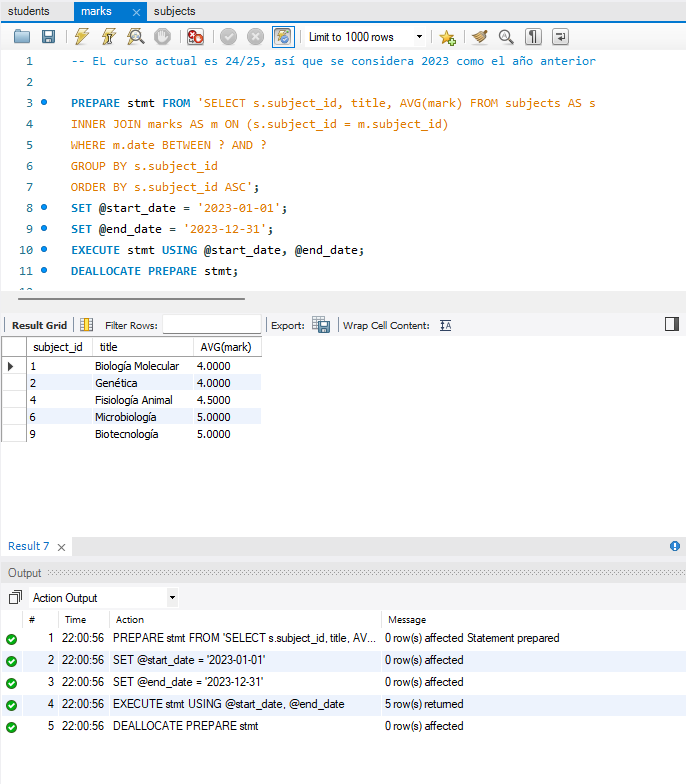 students marks subjects
Limit to 1000 rows
1 -- EL curso actual es 24/25, así que se considera 2023 como el año anterior
2
3 PREPARE stmt FROM 'SELECT s.subject_id, title, AVG(mark) FROM subjects AS s
4 INNER JOIN marks AS m ON (s.subject_id = m.subject_id)
5 WHERE m.date BETWEEN ? AND ?
6 GROUP BY s.subject_id
7 ORDER BY s.subject_id ASC';
8 SET @start_date = '2023-01-01';
9 SET @end_date = '2023-12-31';
10 EXECUTE stmt USING @start_date, @end_date;
11 DEALLOCATE PREPARE stmt;
Result Grid Filter Rows: Export: Wrap Cell Content: IA
subject_id title AVG(mark)
1 Biología Molecular 4.0000
2 Genética 4.0000
4 Fisiología Animal 4.5000
6 Microbiología 5.0000
9 Biotecnología 5.0000
Result 7
Output
Action Output
# Time Action Message
1 22:00:56 PREPARE stmt FROM 'SELECT s.subject_id, title, AV... 0 row(s) affected Statement prepared
2 22:00:56 SET @start_date = '2023-01-01' 0 row(s) affected
3 22:00:56 SET @end_date = '2023-12-31' 0 row(s) affected
4 22:00:56 EXECUTE stmt USING @start_date, @end_date 5 row(s) returned
5 22:00:56 DEALLOCATE PREPARE stmt 0 row(s) affected